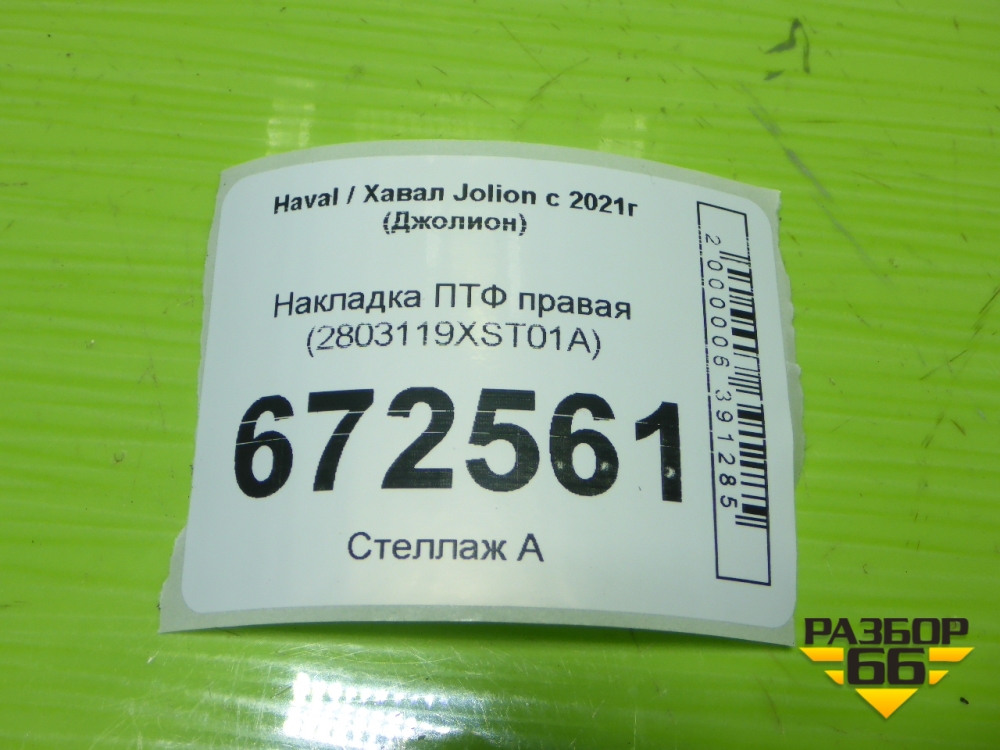 Haval / Хавал Jolion с 2021г
(Джолион)
Накладка ПТФ правая
(2803119XST01A)
672561
Стеллаж А
2000006391285
РАЗБОР
66